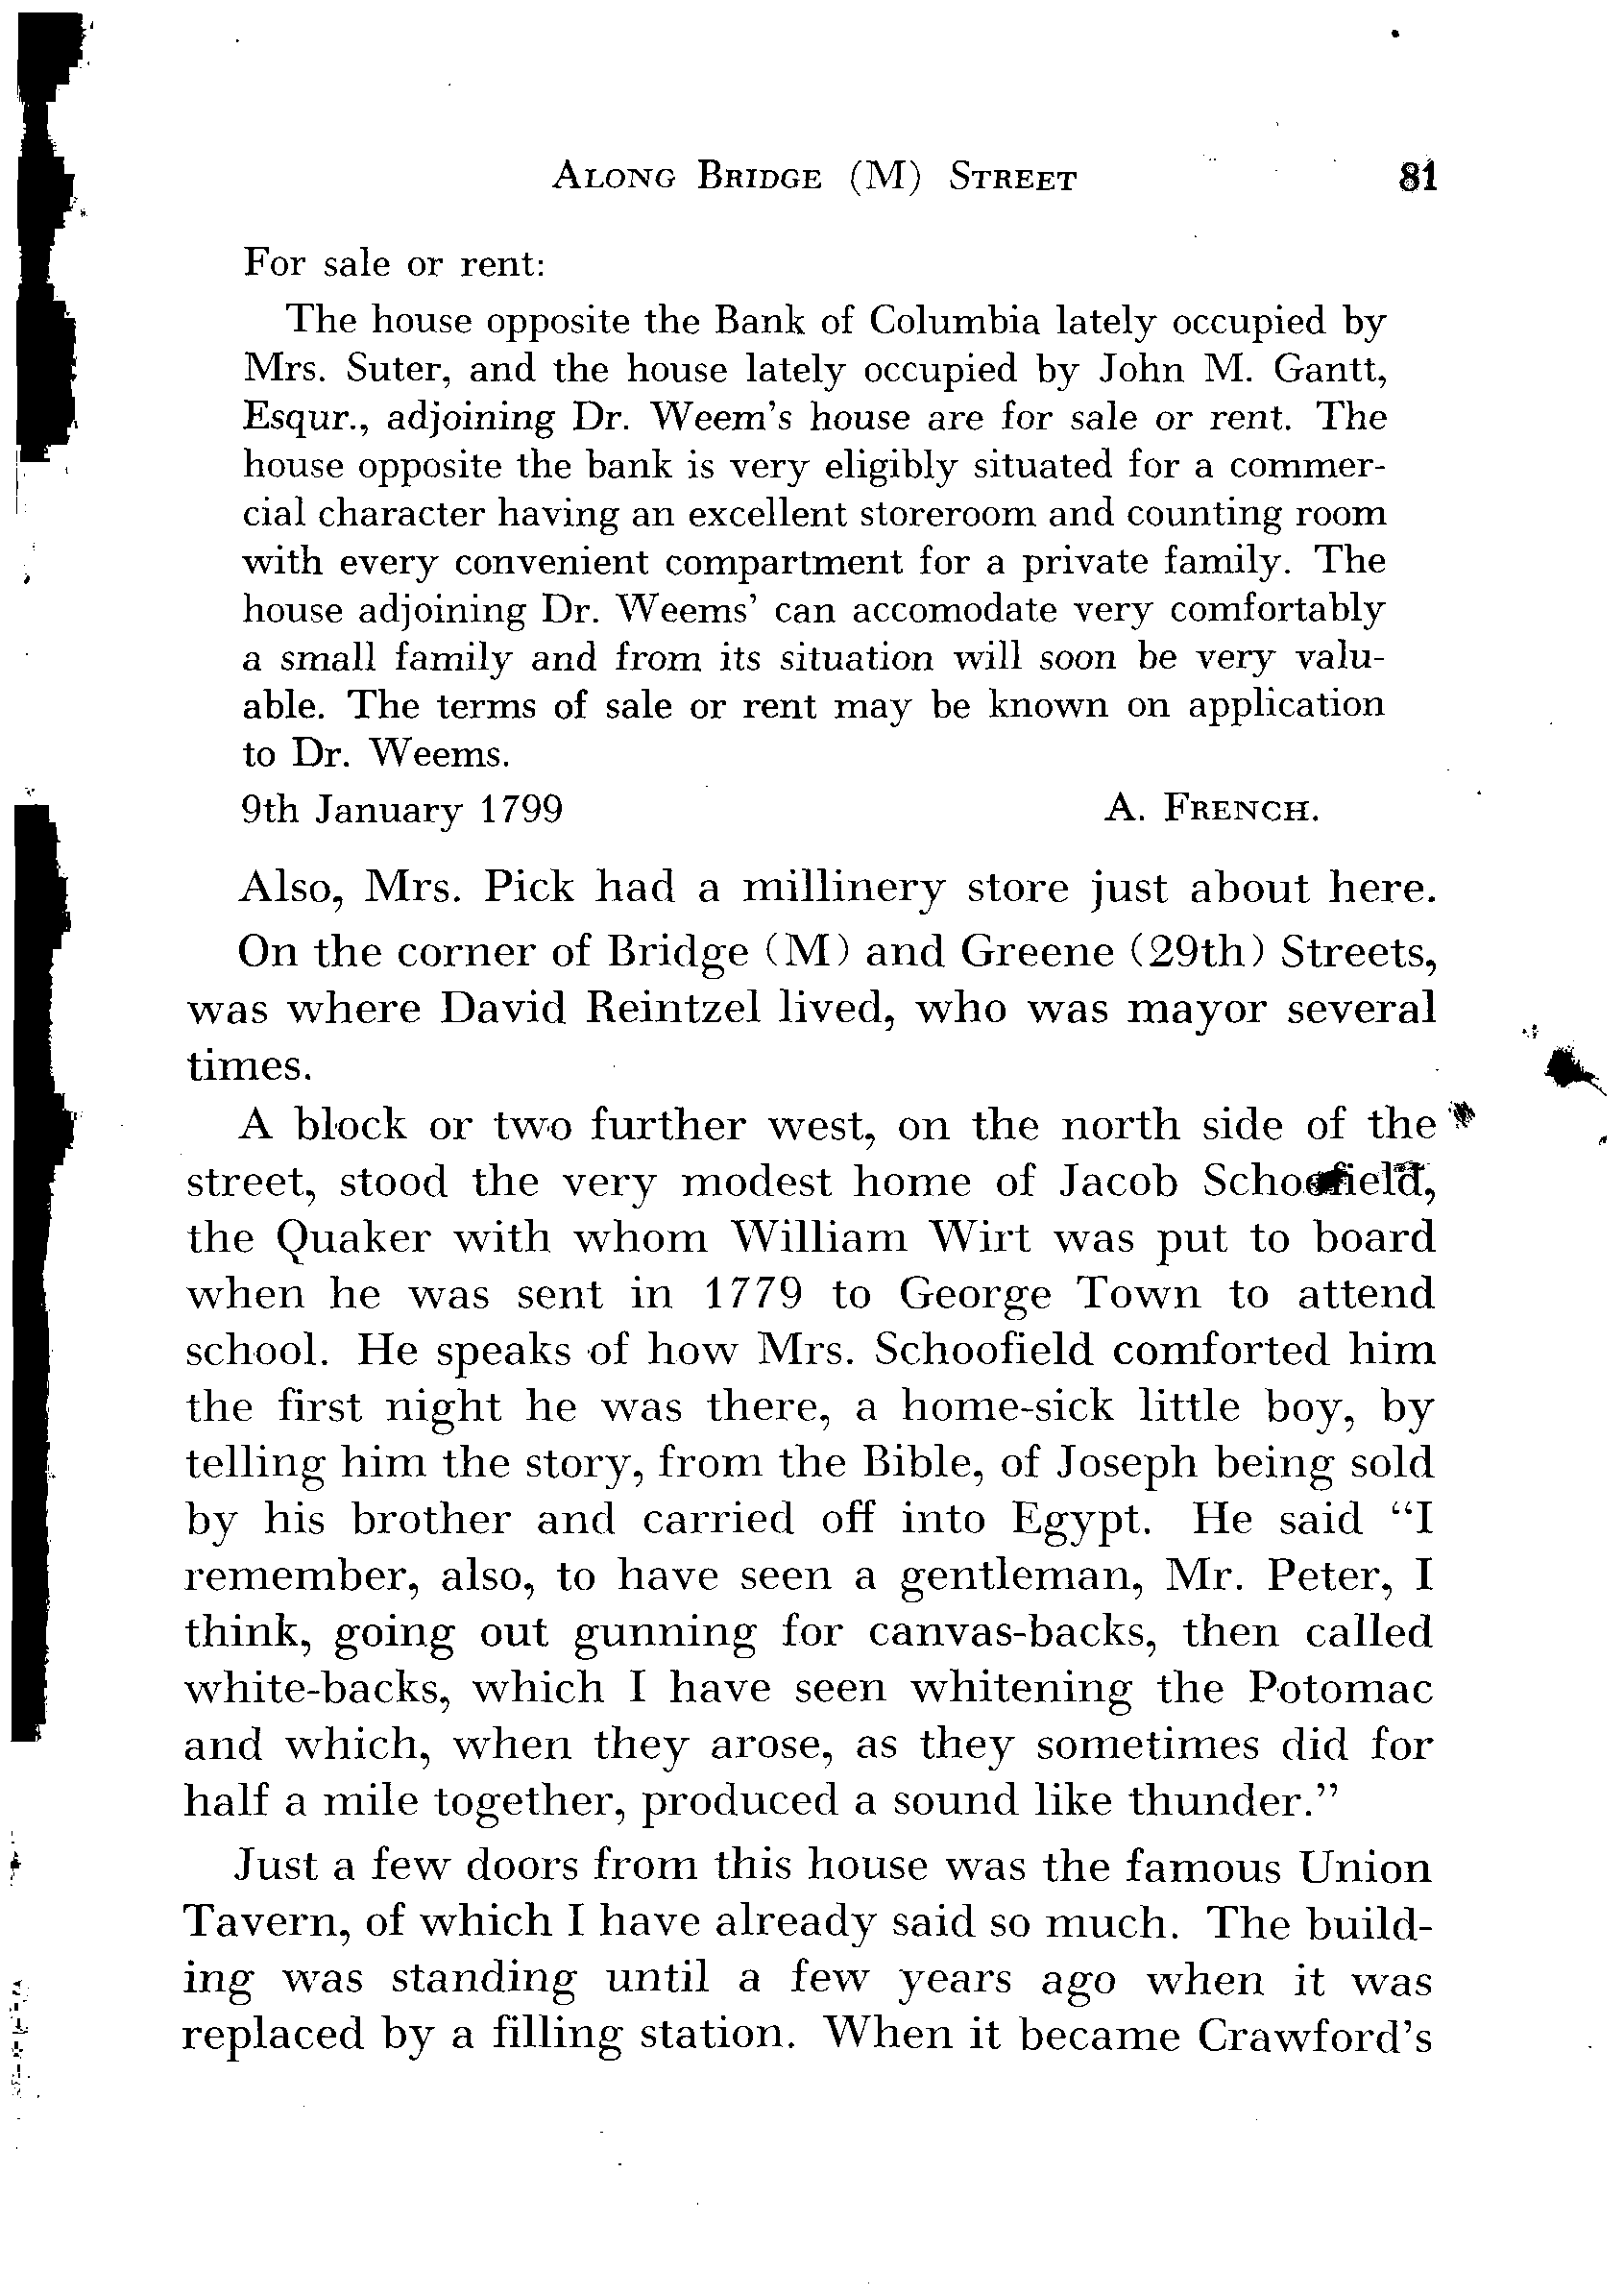 ALONG BRIDGE (M) STREET 81
For sale or rent:
The house opposite the Bank of Columbia lately occupied by
Mrs. Suter, and the house lately occupied by John M. Gantt,
Esqur., adjoining Dr. Weem's house are for sale or rent. The
house opposite the bank is very eligibly situated for a commer-
cial character having an excellent storeroom and counting room
with every convenient compartment for a private family. The
house adjoining Dr. Weems' can accomodate very comfortably
a small family and from its situation will soon be very valu-
able. The terms of sale or rent may be known on application
to Dr. Weems.
9th January 1799 A. FRENCH.
Also, Mrs. Pick had a millinery store just about here.
On the corner of Bridge (M) and Greene (29th) Streets,
was where David Reintzel lived, who was mayor several
times.
A block or two further west, on the north side of the
street, stood the very modest home of Jacob Schoofield,
the Quaker with whom William Wirt was put to board
when he was sent in 1779 to George Town to attend
school. He speaks of how Mrs. Schoofield comforted him
the first night he was there, a home-sick little boy, by
telling him the story, from the Bible, of Joseph being sold
by his brother and carried off into Egypt. He said "I
remember, also, to have seen a gentleman, Mr. Peter, I
think, going out gunning for canvas-backs, then called
white-backs, which I have seen whitening the Potomac
and which, when they arose, as they sometimes did for
half a mile together, produced a sound like thunder."
Just a few doors from this house was the famous Union
Tavern, of which I have already said so much. The build-
ing was standing until a few years ago when it was
replaced by a filling station. When it became Crawford's